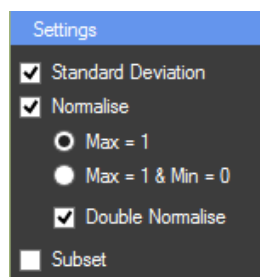 Settings
Standard Deviation
Normalise
Max = 1
Max = 1 & Min = 0
Double Normalise
Subset